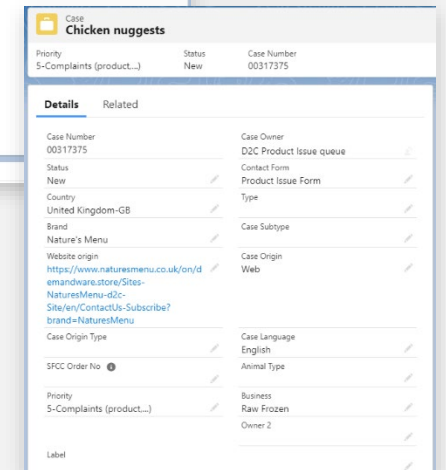 Case
Chicken nuggests
Priority Status Case Number
5-Complaints (product,...) New 00317375
Details Related
Case Number Case Owner
00317375 D2C Product Issue queue
Status Contact Form
New Product Issue Form
Country Type
United Kingdom-GB
Brand Case Subtype
Nature's Menu
Website origin Case Origin
https://www.naturesmenu.co.uk/on/d Web
emandware.store/Sites-
NaturesMenu-d2c-
Site/en/ContactUs-Subscribe?
brand=NaturesMenu
Case Origin Type Case Language
English
SFCC Order No Animal Type
Priority Business
5-Complaints (product,...) Raw Frozen
Owner 2
Label